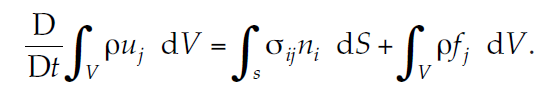 D/Dt ∫_V ρu_j dV = ∫_s σ_ij n_i dS + ∫_V ρf_j dV.